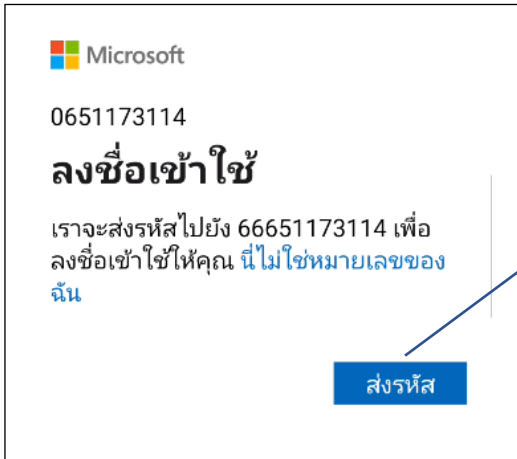 Microsoft
0651173114
ลงชื่อเข้าใช้
เราจะส่งรหัสไปยัง 66651173114 เพื่อ
ลงชื่อเข้าใช้ให้คุณ นี่ไม่ใช่หมายเลขของ
ฉัน
ส่งรหัส